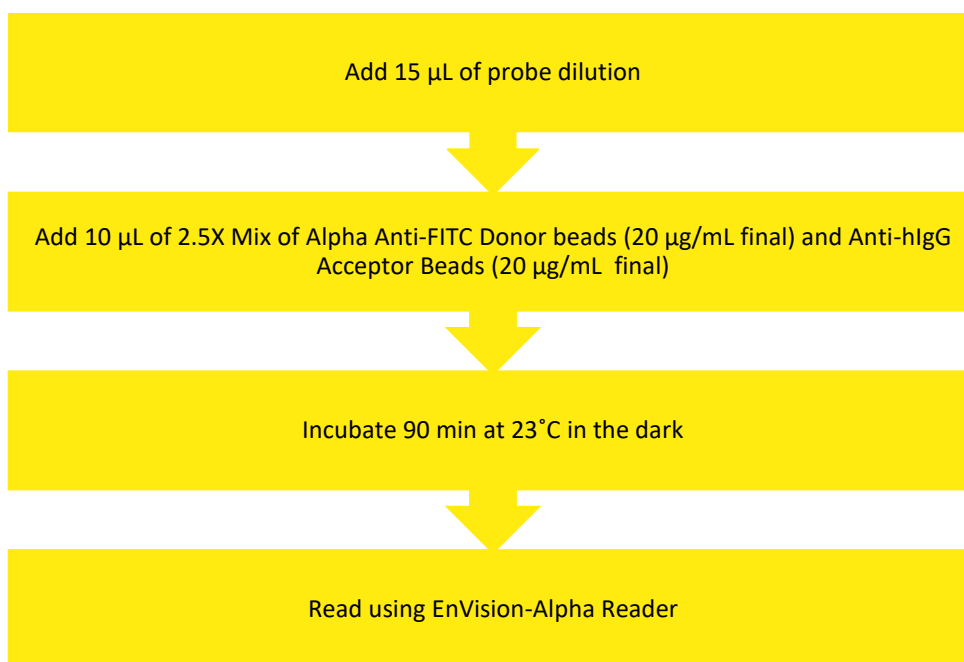 Add 15 µL of probe dilution
Add 10 µL of 2.5X Mix of Alpha Anti-FITC Donor beads (20 µg/mL final) and Anti-hIgG
Acceptor Beads (20 µg/mL  final)
Incubate 90 min at 23˚C in the dark
Read using EnVision-Alpha Reader